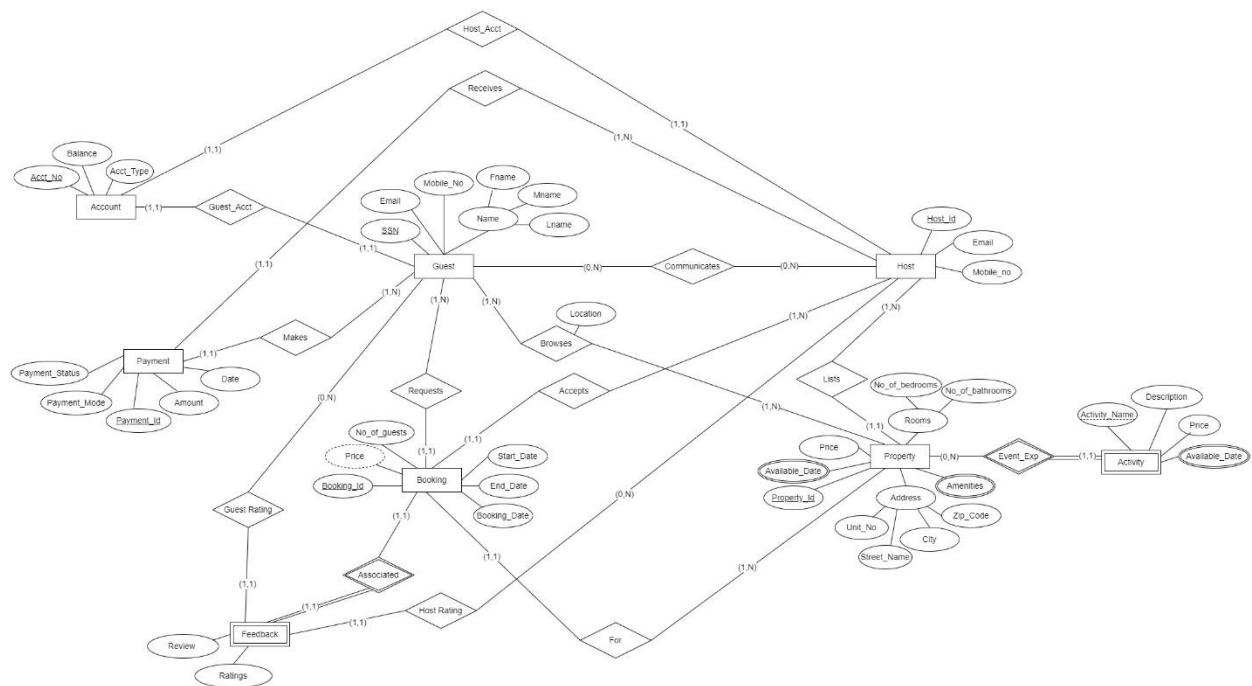 Host_Acct
Receives
(1,N)
(1,1)
(1,N)
(1,1)
Balance
Acct_No
Acct_Type
Account
(1,1)
Guest_Acct
(1,1)
Mobile_No
Fname
Mname
Email
Name
Lname
SSN
Guest
(0,N)
Communicates
(0,N)
Host
Host_Id
Email
Mobile_no
(1,1)
(1,N)
(1,N)
(1,N)
(1,N)
(1,N)
Location
Browses
Makes
(1,1)
Payment
Payment_Status
Payment_Mode
Payment_Id
Amount
Date
Requests
Accepts
Lists
(0,N)
(1,N)
(1,1)
No_of_bedrooms
No_of_bathrooms
Rooms
Price
Property
Available_Date
Property_Id
Amenities
Address
Unit_No
Street_Name
City
Zip_Code
(0,N)
Event_Exp
(1,1)
Activity_Name
Description
Price
Available_Date
Activity
No_of_guests
Price
Booking_Id
(1,1)
(1,1)
Booking
Start_Date
End_Date
Booking_Date
(0,N)
Guest Rating
(1,1)
(1,1)
(1,1)
Associated
(1,1)
(1,N)
(1,1)
Host Rating
Feedback
Review
Ratings
For